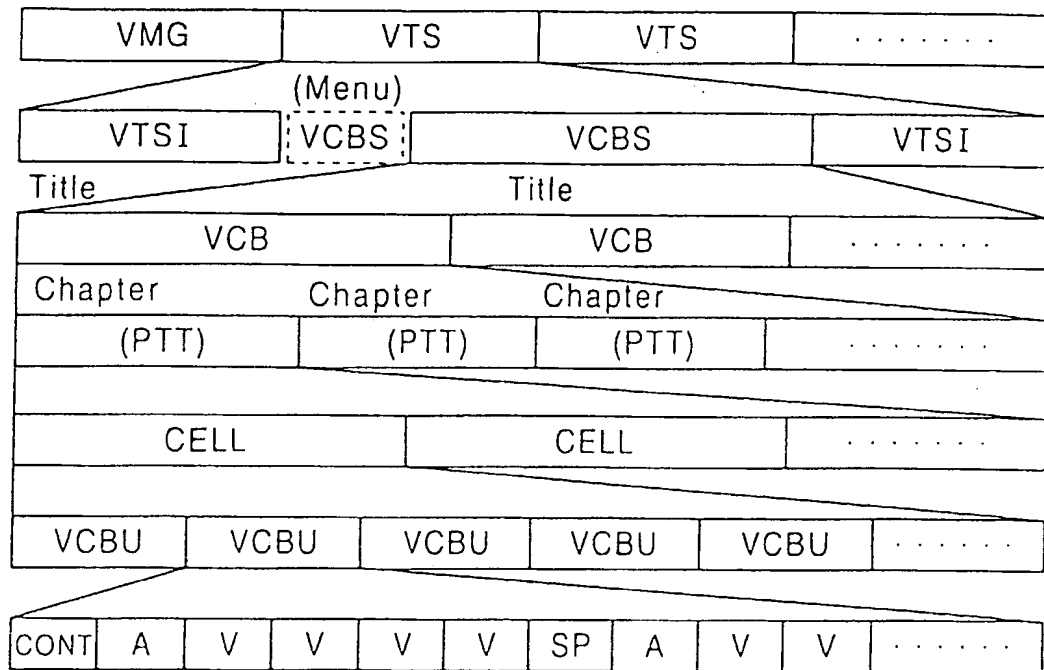 VMG VTS VTS .......
(Menu)
VTSI VCBS VCBS VTSI
Title Title
VCB VCB .......
Chapter Chapter Chapter
(PTT) (PTT) (PTT) .......
CELL CELL .......
VCBU VCBU VCBU VCBU VCBU ......
CONT A V V V V SP A V V ......